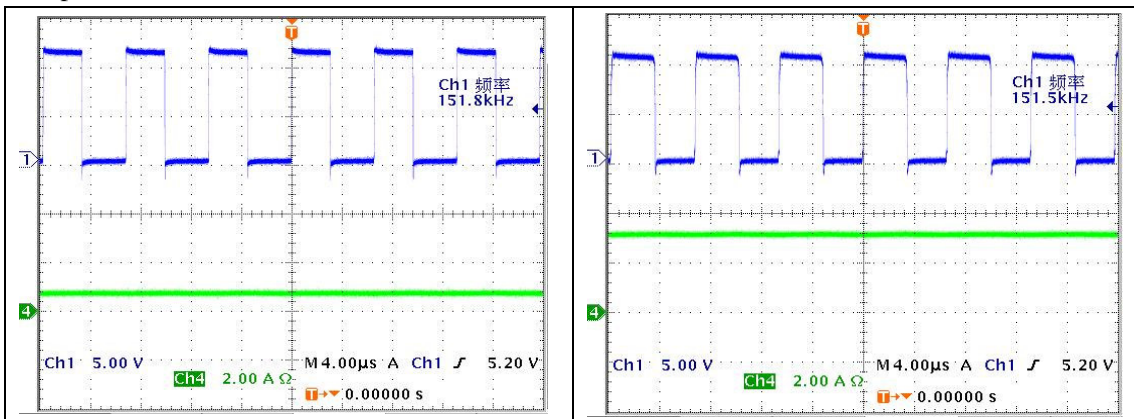 T
Ch1 频率
151.8kHz
1
4
Ch1 5.00 V
M 4.00µs A Ch1 ʃ 5.20 V
Ch4 2.00 A Ω
T→▼ 0.00000 s
T
Ch1 频率
151.5kHz
1
4
Ch1 5.00 V
M 4.00µs A Ch1 ʃ 5.20 V
Ch4 2.00 A Ω
T→▼ 0.00000 s